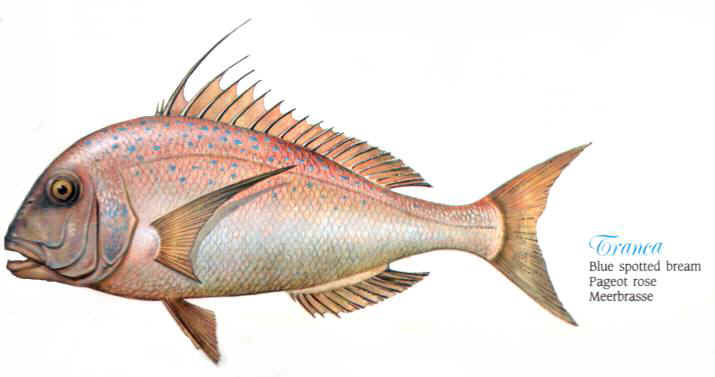 Tranca
Blue spotted bream
Pageot rose
Meerbrasse